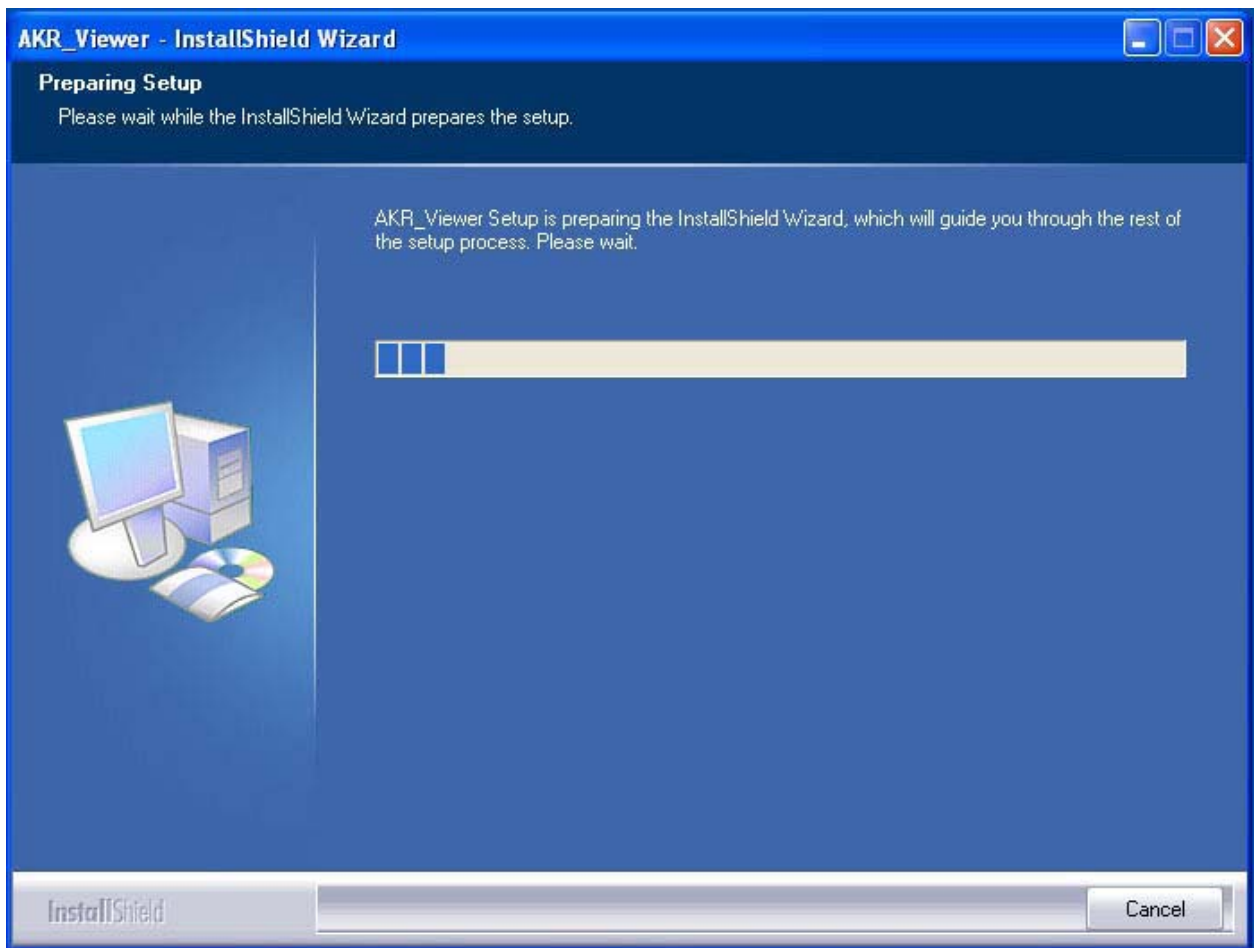 AKR_Viewer - InstallShield Wizard
Preparing Setup
Please wait while the InstallShield Wizard prepares the setup.
AKR_Viewer Setup is preparing the InstallShield Wizard, which will guide you through the rest of
the setup process. Please wait.
InstallShield
Cancel